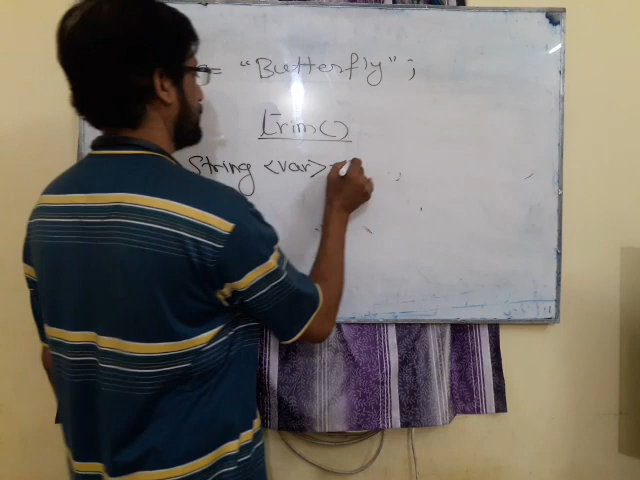 = "Butterfly";
trim()
String <var> =